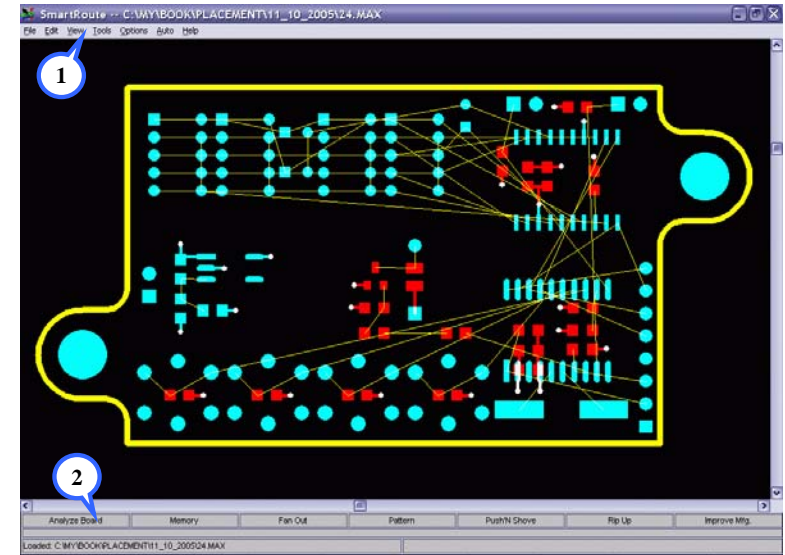 SmartRoute -- C:\MY\BOOK\PLACEMENT\11_10_2005\24.MAX
File Edit View Tools Options Auto Help
1
2
Analyze Board Memory Fan Out Pattern Push'N Shove Rip Up Improve Mfg.
Loaded: C:\MY\BOOK\PLACEMENT\11_10_2005\24.MAX